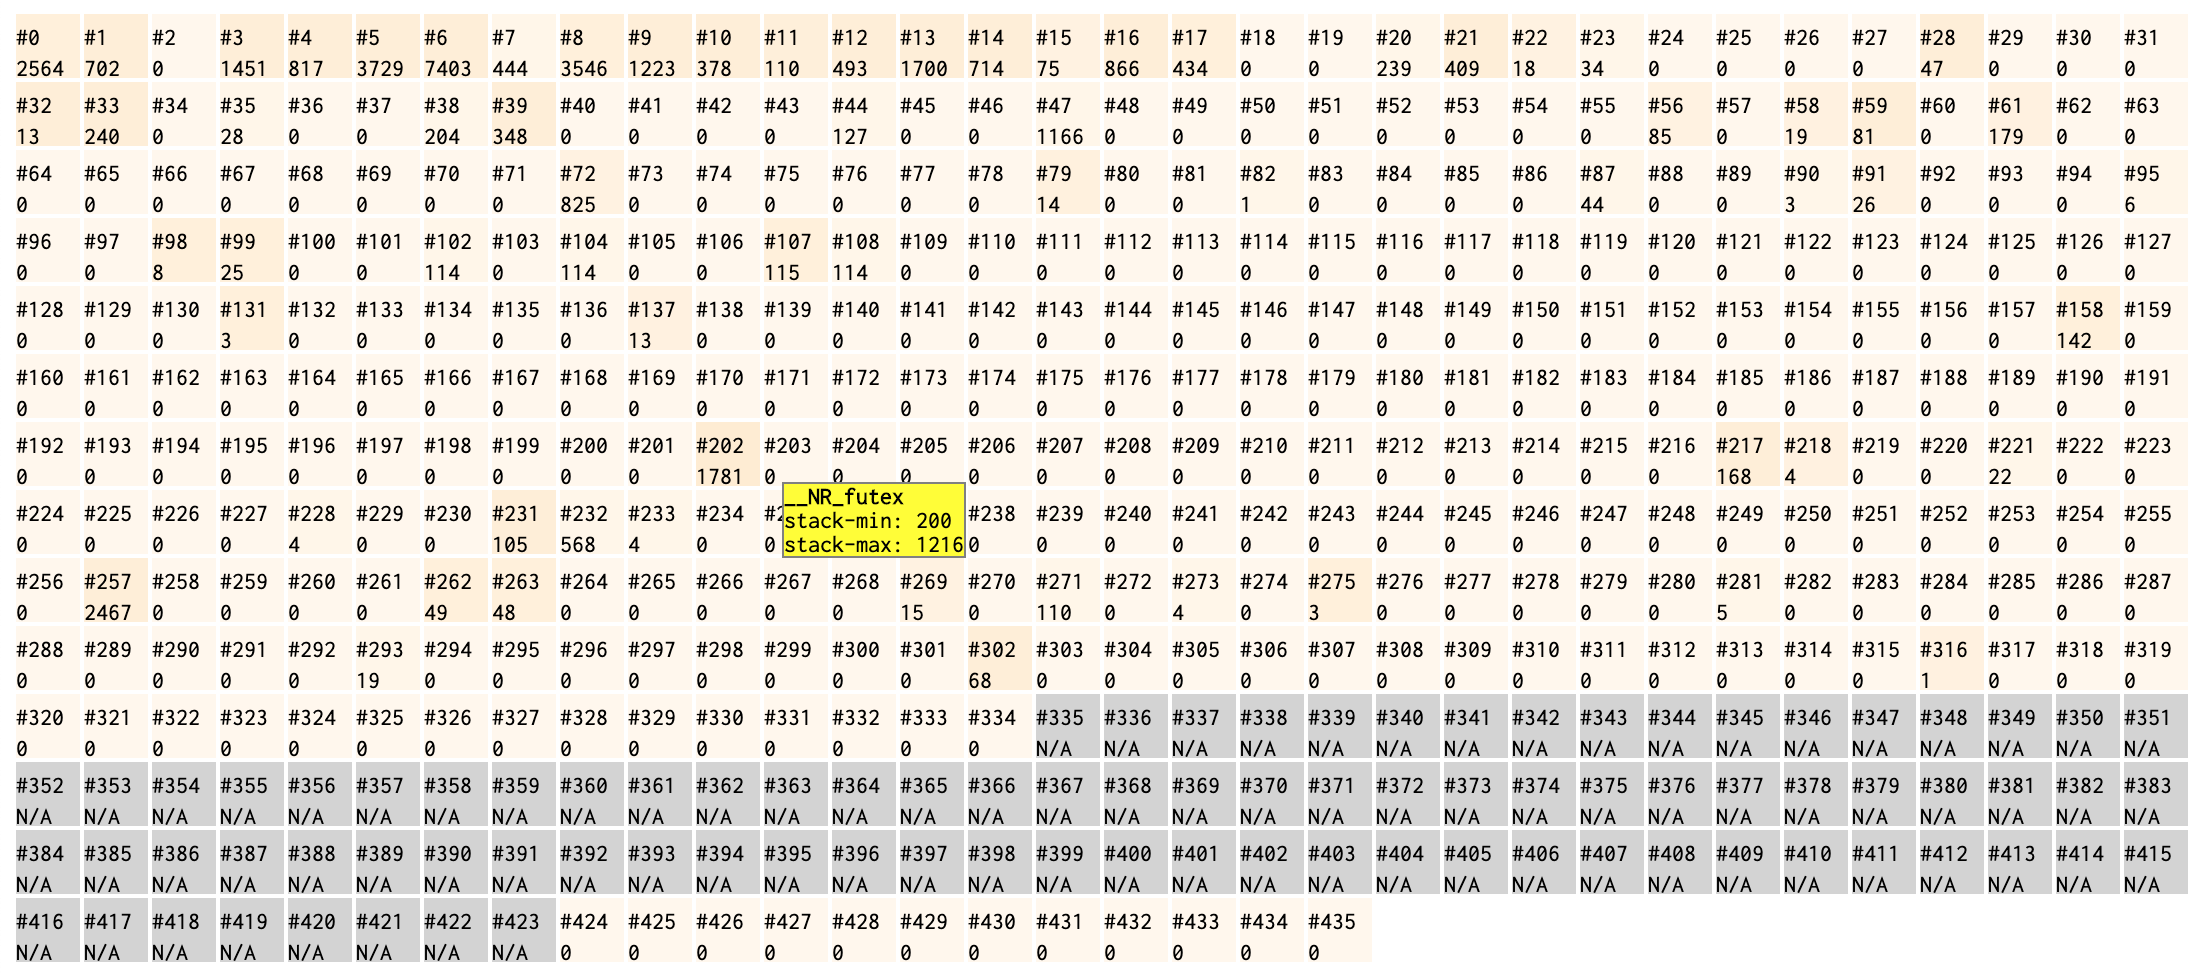 #0 #1 #2 #3 #4 #5 #6 #7 #8 #9 #10 #11 #12 #13 #14 #15 #16 #17 #18 #19 #20 #21 #22 #23 #24 #25 #26 #27 #28 #29 #30 #31
2564 702 0 1451 817 3729 7403 444 3546 1223 378 110 493 1700 714 75 866 434 0 0 239 409 18 34 0 0 0 0 47 0 0 0
#32 #33 #34 #35 #36 #37 #38 #39 #40 #41 #42 #43 #44 #45 #46 #47 #48 #49 #50 #51 #52 #53 #54 #55 #56 #57 #58 #59 #60 #61 #62 #63
13 240 0 28 0 0 204 348 0 0 0 0 127 0 0 1166 0 0 0 0 0 0 0 0 85 0 19 81 0 179 0 0
#64 #65 #66 #67 #68 #69 #70 #71 #72 #73 #74 #75 #76 #77 #78 #79 #80 #81 #82 #83 #84 #85 #86 #87 #88 #89 #90 #91 #92 #93 #94 #95
0 0 0 0 0 0 0 0 825 0 0 0 0 0 0 14 0 0 1 0 0 0 0 44 0 0 3 26 0 0 0 6
#96 #97 #98 #99 #100 #101 #102 #103 #104 #105 #106 #107 #108 #109 #110 #111 #112 #113 #114 #115 #116 #117 #118 #119 #120 #121 #122 #123 #124 #125 #126 #127
0 0 8 25 0 0 114 0 114 0 0 115 114 0 0 0 0 0 0 0 0 0 0 0 0 0 0 0 0 0 0 0
#128 #129 #130 #131 #132 #133 #134 #135 #136 #137 #138 #139 #140 #141 #142 #143 #144 #145 #146 #147 #148 #149 #150 #151 #152 #153 #154 #155 #156 #157 #158 #159
0 0 0 3 0 0 0 0 0 13 0 0 0 0 0 0 0 0 0 0 0 0 0 0 0 0 0 0 0 0 142 0
#160 #161 #162 #163 #164 #165 #166 #167 #168 #169 #170 #171 #172 #173 #174 #175 #176 #177 #178 #179 #180 #181 #182 #183 #184 #185 #186 #187 #188 #189 #190 #191
0 0 0 0 0 0 0 0 0 0 0 0 0 0 0 0 0 0 0 0 0 0 0 0 0 0 0 0 0 0 0 0
#192 #193 #194 #195 #196 #197 #198 #199 #200 #201 #202 #203 #204 #205 #206 #207 #208 #209 #210 #211 #212 #213 #214 #215 #216 #217 #218 #219 #220 #221 #222 #223
0 0 0 0 0 0 0 0 0 0 1781 0 0 0 0 0 0 0 0 0 0 0 0 0 0 168 4 0 0 22 0 0
__NR_futex
stack-min: 200
stack-max: 1216
#224 #225 #226 #227 #228 #229 #230 #231 #232 #233 #234 #238 #239 #240 #241 #242 #243 #244 #245 #246 #247 #248 #249 #250 #251 #252 #253 #254 #255
0 0 0 0 4 0 0 105 568 4 0 0 0 0 0 0 0 0 0 0 0 0 0 0 0 0 0 0 0 0
#256 #257 #258 #259 #260 #261 #262 #263 #264 #265 #266 #267 #268 #269 #270 #271 #272 #273 #274 #275 #276 #277 #278 #279 #280 #281 #282 #283 #284 #285 #286 #287
0 2467 0 0 0 0 49 48 0 0 0 0 0 15 0 110 0 4 0 3 0 0 0 0 0 5 0 0 0 0 0 0
#288 #289 #290 #291 #292 #293 #294 #295 #296 #297 #298 #299 #300 #301 #302 #303 #304 #305 #306 #307 #308 #309 #310 #311 #312 #313 #314 #315 #316 #317 #318 #319
0 0 0 0 0 19 0 0 0 0 0 0 0 0 68 0 0 0 0 0 0 0 0 0 0 0 0 0 1 0 0 0
#320 #321 #322 #323 #324 #325 #326 #327 #328 #329 #330 #331 #332 #333 #334 #335 #336 #337 #338 #339 #340 #341 #342 #343 #344 #345 #346 #347 #348 #349 #350 #351
0 0 0 0 0 0 0 0 0 0 0 0 0 0 0 N/A N/A N/A N/A N/A N/A N/A N/A N/A N/A N/A N/A N/A N/A N/A N/A N/A
#352 #353 #354 #355 #356 #357 #358 #359 #360 #361 #362 #363 #364 #365 #366 #367 #368 #369 #370 #371 #372 #373 #374 #375 #376 #377 #378 #379 #380 #381 #382 #383
N/A N/A N/A N/A N/A N/A N/A N/A N/A N/A N/A N/A N/A N/A N/A N/A N/A N/A N/A N/A N/A N/A N/A N/A N/A N/A N/A N/A N/A N/A N/A N/A
#384 #385 #386 #387 #388 #389 #390 #391 #392 #393 #394 #395 #396 #397 #398 #399 #400 #401 #402 #403 #404 #405 #406 #407 #408 #409 #410 #411 #412 #413 #414 #415
N/A N/A N/A N/A N/A N/A N/A N/A N/A N/A N/A N/A N/A N/A N/A N/A N/A N/A N/A N/A N/A N/A N/A N/A N/A N/A N/A N/A N/A N/A N/A N/A
#416 #417 #418 #419 #420 #421 #422 #423 #424 #425 #426 #427 #428 #429 #430 #431 #432 #433 #434 #435
N/A N/A N/A N/A N/A N/A N/A N/A 0 0 0 0 0 0 0 0 0 0 0 0